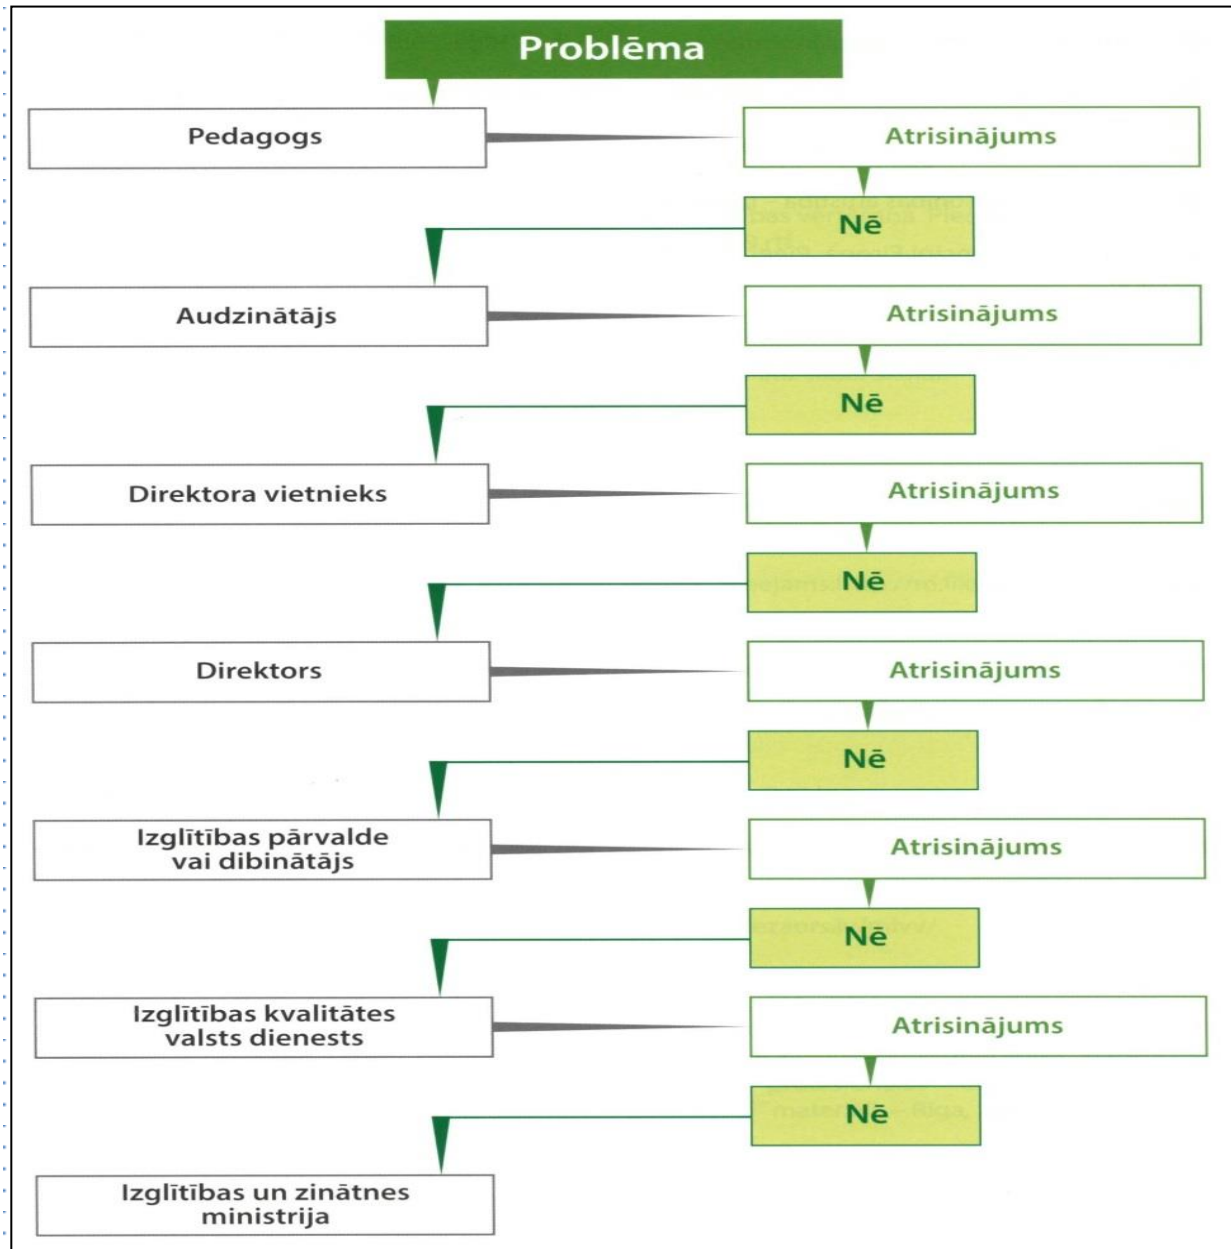 Problēma
Pedagogs
Atrisinājums
Nē
Audzinātājs
Atrisinājums
Nē
Direktora vietnieks
Atrisinājums
Nē
Direktors
Atrisinājums
Nē
Izglītības pārvalde
vai dibinātājs
Atrisinājums
Nē
Izglītības kvalitātes
valsts dienests
Atrisinājums
Nē
Izglītības un zinātnes
ministrija